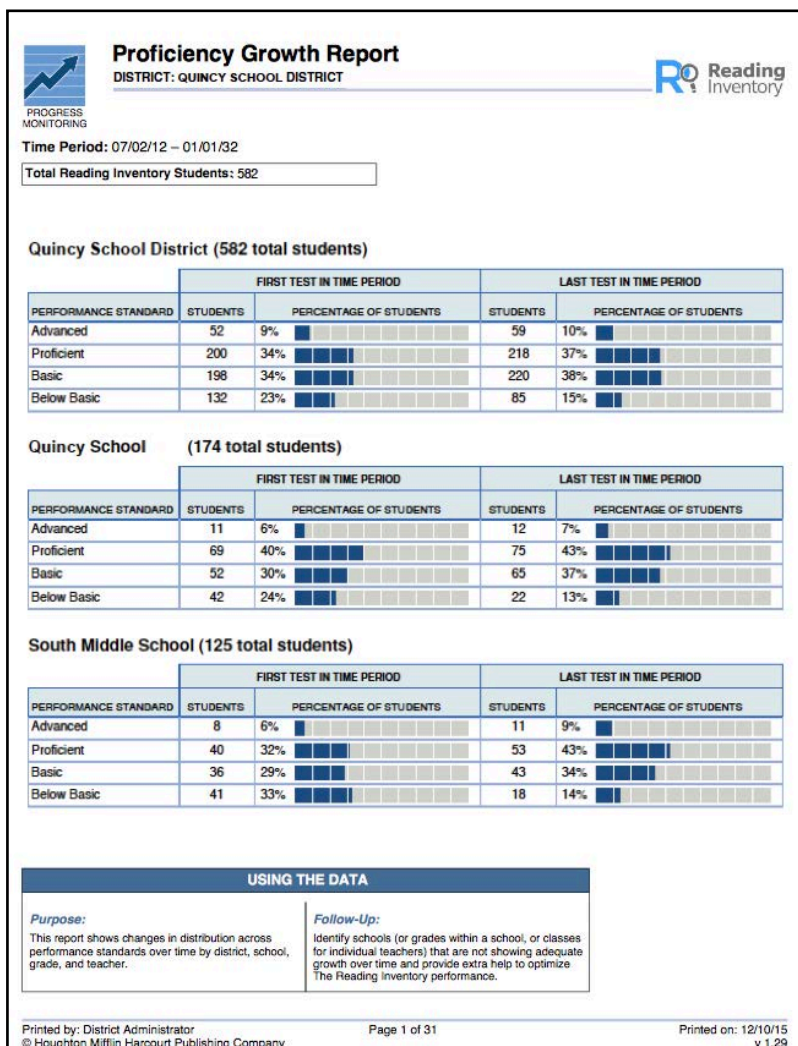 Proficiency Growth Report
DISTRICT: QUINCY SCHOOL DISTRICT
PROGRESS
MONITORING
Reading
Inventory
Time Period: 07/02/12 – 01/01/32
Total Reading Inventory Students: 582
Quincy School District (582 total students)
FIRST TEST IN TIME PERIOD LAST TEST IN TIME PERIOD
PERFORMANCE STANDARD STUDENTS PERCENTAGE OF STUDENTS STUDENTS PERCENTAGE OF STUDENTS
Advanced 52 9% 59 10%
Proficient 200 34% 218 37%
Basic 198 34% 220 38%
Below Basic 132 23% 85 15%
Quincy School (174 total students)
FIRST TEST IN TIME PERIOD LAST TEST IN TIME PERIOD
PERFORMANCE STANDARD STUDENTS PERCENTAGE OF STUDENTS STUDENTS PERCENTAGE OF STUDENTS
Advanced 11 6% 12 7%
Proficient 69 40% 75 43%
Basic 52 30% 65 37%
Below Basic 42 24% 22 13%
South Middle School (125 total students)
FIRST TEST IN TIME PERIOD LAST TEST IN TIME PERIOD
PERFORMANCE STANDARD STUDENTS PERCENTAGE OF STUDENTS STUDENTS PERCENTAGE OF STUDENTS
Advanced 8 6% 11 9%
Proficient 40 32% 53 43%
Basic 36 29% 43 34%
Below Basic 41 33% 18 14%
USING THE DATA
Purpose:
This report shows changes in distribution across
performance standards over time by district, school,
grade, and teacher.
Follow-Up:
Identify schools (or grades within a school, or classes
for individual teachers) that are not showing adequate
growth over time and provide extra help to optimize
The Reading Inventory performance.
Printed by: District Administrator Page 1 of 31 Printed on: 12/10/15
© Houghton Mifflin Harcourt Publishing Company v 1.29